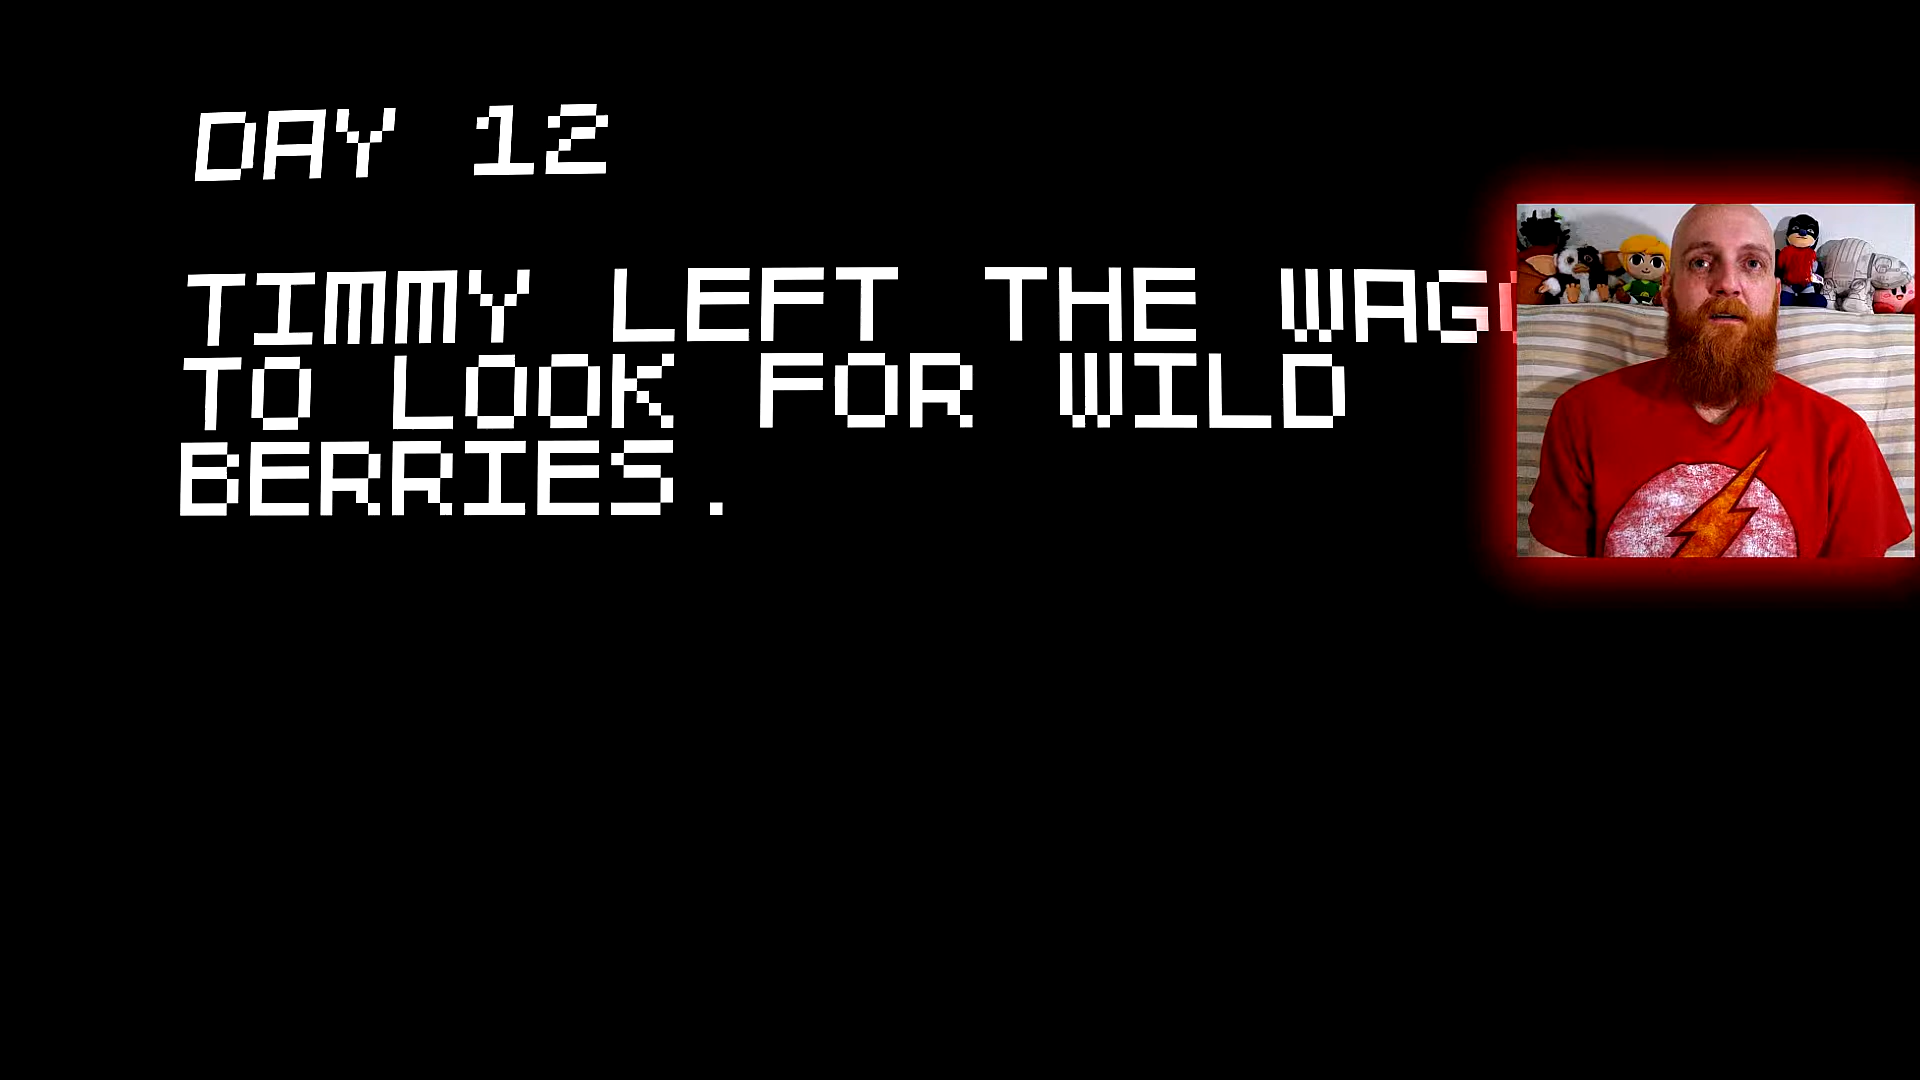 DAY 12
TIMMY LEFT THE WAG
TO LOOK FOR WILD
BERRIES.